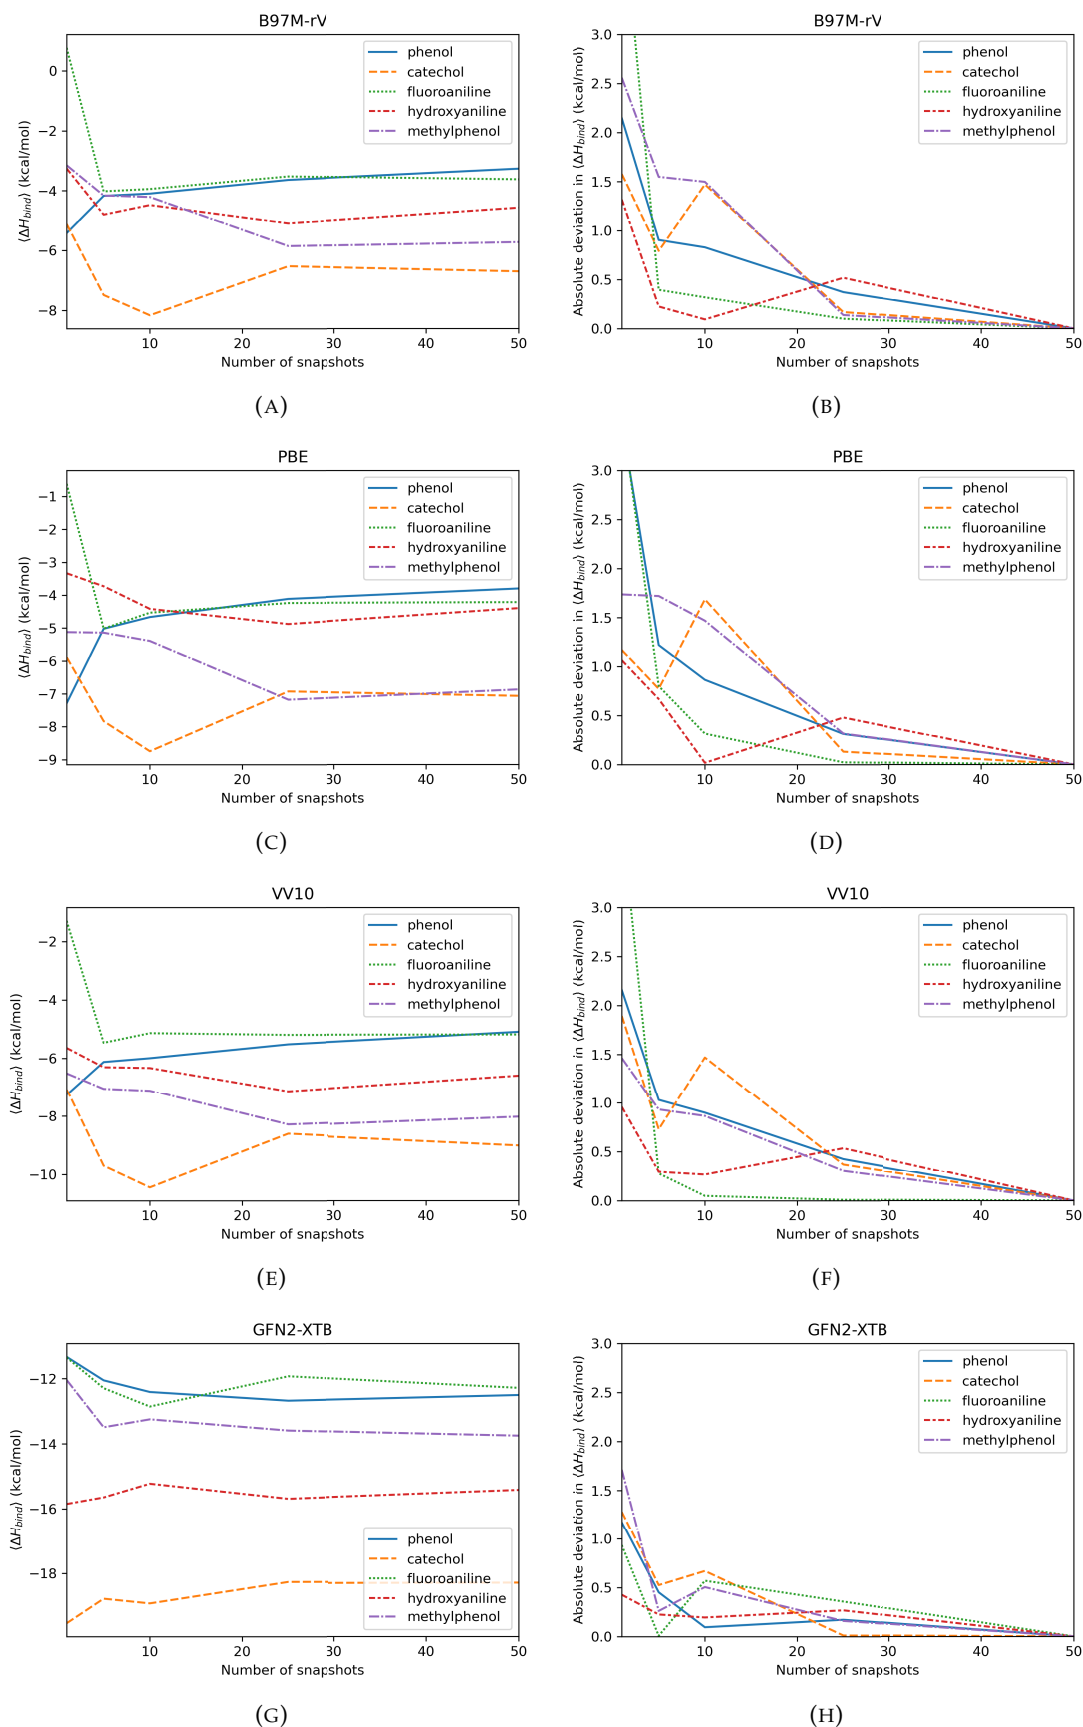 B97M-rV
⟨ΔH_bind⟩ (kcal/mol)
0
−2
−4
−6
−8
phenol
catechol
fluoroaniline
hydroxyaniline
methylphenol
10 20 30 40 50
Number of snapshots
(A)
B97M-rV
Absolute deviation in ⟨ΔH_bind⟩ (kcal/mol)
3.0
2.5
2.0
1.5
1.0
0.5
0.0
phenol
catechol
fluoroaniline
hydroxyaniline
methylphenol
10 20 30 40 50
Number of snapshots
(B)
PBE
⟨ΔH_bind⟩ (kcal/mol)
−1
−2
−3
−4
−5
−6
−7
−8
−9
phenol
catechol
fluoroaniline
hydroxyaniline
methylphenol
10 20 30 40 50
Number of snapshots
(C)
PBE
Absolute deviation in ⟨ΔH_bind⟩ (kcal/mol)
3.0
2.5
2.0
1.5
1.0
0.5
0.0
phenol
catechol
fluoroaniline
hydroxyaniline
methylphenol
10 20 30 40 50
Number of snapshots
(D)
VV10
⟨ΔH_bind⟩ (kcal/mol)
−2
−4
−6
−8
−10
phenol
catechol
fluoroaniline
hydroxyaniline
methylphenol
10 20 30 40 50
Number of snapshots
(E)
VV10
Absolute deviation in ⟨ΔH_bind⟩ (kcal/mol)
3.0
2.5
2.0
1.5
1.0
0.5
0.0
phenol
catechol
fluoroaniline
hydroxyaniline
methylphenol
10 20 30 40 50
Number of snapshots
(F)
GFN2-XTB
⟨ΔH_bind⟩ (kcal/mol)
−12
−14
−16
−18
phenol
catechol
fluoroaniline
hydroxyaniline
methylphenol
10 20 30 40 50
Number of snapshots
(G)
GFN2-XTB
Absolute deviation in ⟨ΔH_bind⟩ (kcal/mol)
3.0
2.5
2.0
1.5
1.0
0.5
0.0
phenol
catechol
fluoroaniline
hydroxyaniline
methylphenol
10 20 30 40 50
Number of snapshots
(H)